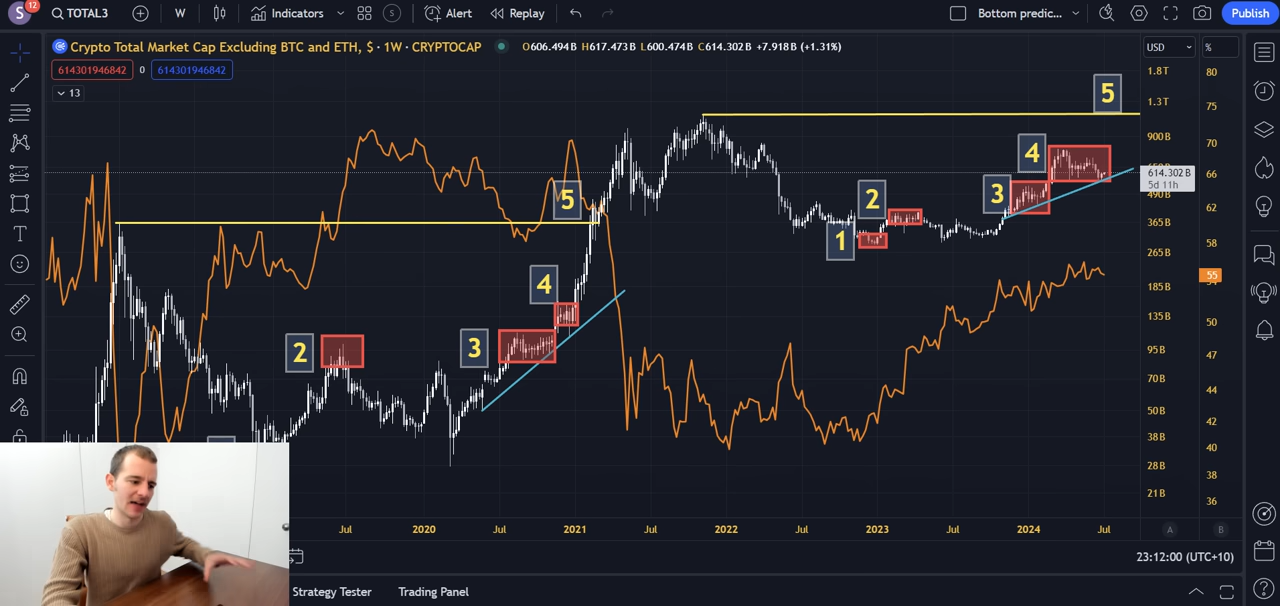 S 12 TOTAL3 W Indicators S Alert Replay Bottom predic... Publish
Crypto Total Market Cap Excluding BTC and ETH, $ · 1W · CRYPTOCAP O606.494B H617.473B L600.474B C614.302B +7.918B (+1.31%) USD %
614301946842 0 614301946842
13
1.8T 80
5
1.3T 75
900B 70
4
614.302B 66
5d 11h
490B
3
2
5
62
365B
1
58
265B
55
4
185B
135B 50
3
2
95B 47
70B 44
50B 42
38B 40
28B 38
21B 36
Jul 2020 Jul 2021 Jul 2022 Jul 2023 Jul 2024 Jul A B
23:12:00 (UTC+10)
Strategy Tester Trading Panel